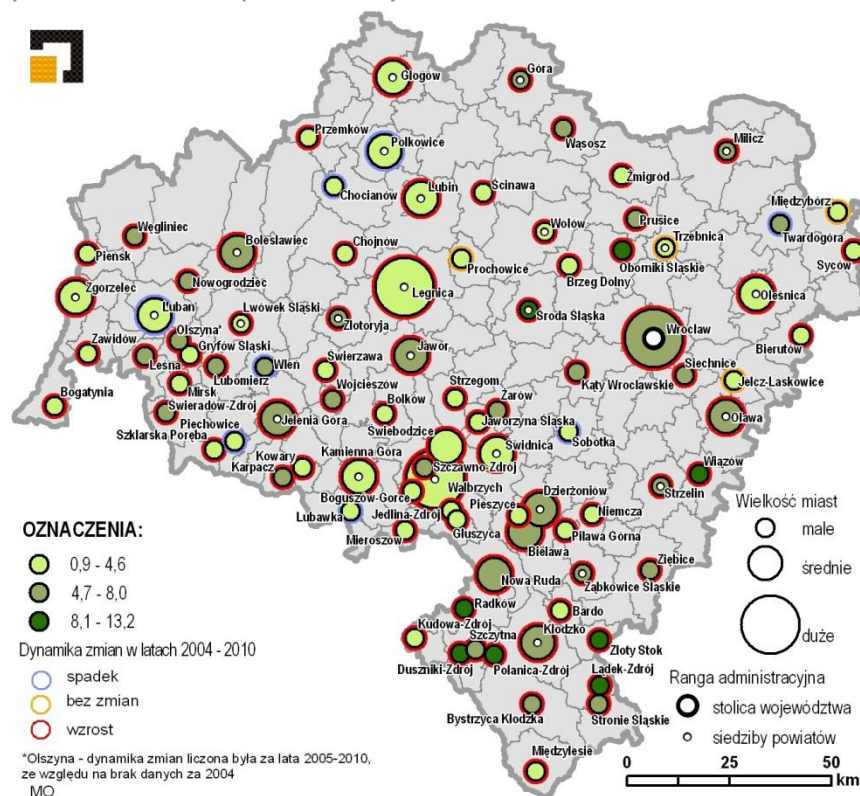 Głogów
Góra
Przemków
Polkowice
Wąsosz
Milicz
Chocianów
Lubin
Ścinawa
Żmigród
Międzybórz
Węgliniec
Bolesławiec
Wołów
Prusice
Trzebnica
Twardogóra
Pieńsk
Chojnów
Prochowice
Oborniki Śląskie
Syców
Nowogrodziec
Brzeg Dolny
Zgorzelec
Legnica
Oleśnica
Lubań
Lwówek Śląski
Złotoryja
Środa Śląska
Wrocław
Olszyna*
Zawidów
Gryfów Śląski
Jawor
Bierutów
Leśna
Lubomierz
Wleń
Świerzawa
Siechnice
Mirsk
Wojcieszów
Strzegom
Kąty Wrocławskie
Jelcz-Laskowice
Bogatynia
Żarów
Świeradów-Zdrój
Bolków
Jaworzyna Śląska
Oława
Piechowice
Jelenia Góra
Świebodzice
Sobótka
Szklarska Poręba
Świdnica
Kowary
Kamienna Góra
Szczawno-Zdrój
Wiązów
Karpacz
Wałbrzych
Strzelin
Boguszów-Gorce
Pieszyce
Dzierżoniów
Niemcza
Lubawka
Jedlina-Zdrój
Głuszyca
Piława Górna
Mieroszów
Bielawa
Ziębice
Nowa Ruda
Ząbkowice Śląskie
Radków
Bardo
Kudowa-Zdrój
Szczytna
Kłodzko
Złoty Stok
Duszniki-Zdrój
Polanica-Zdrój
Lądek-Zdrój
Bystrzyca Kłodzka
Stronie Śląskie
Międzylesie
OZNACZENIA:
0,9 - 4,6
4,7 - 8,0
8,1 - 13,2
Dynamika zmian w latach 2004 - 2010
spadek
bez zmian
wzrost
*Olszyna - dynamika zmian liczona była za lata 2005-2010,
ze względu na brak danych za 2004
MO
Wielkość miast
małe
średnie
duże
Ranga administracyjna
stolica województwa
siedziby powiatów
0 25 50
km